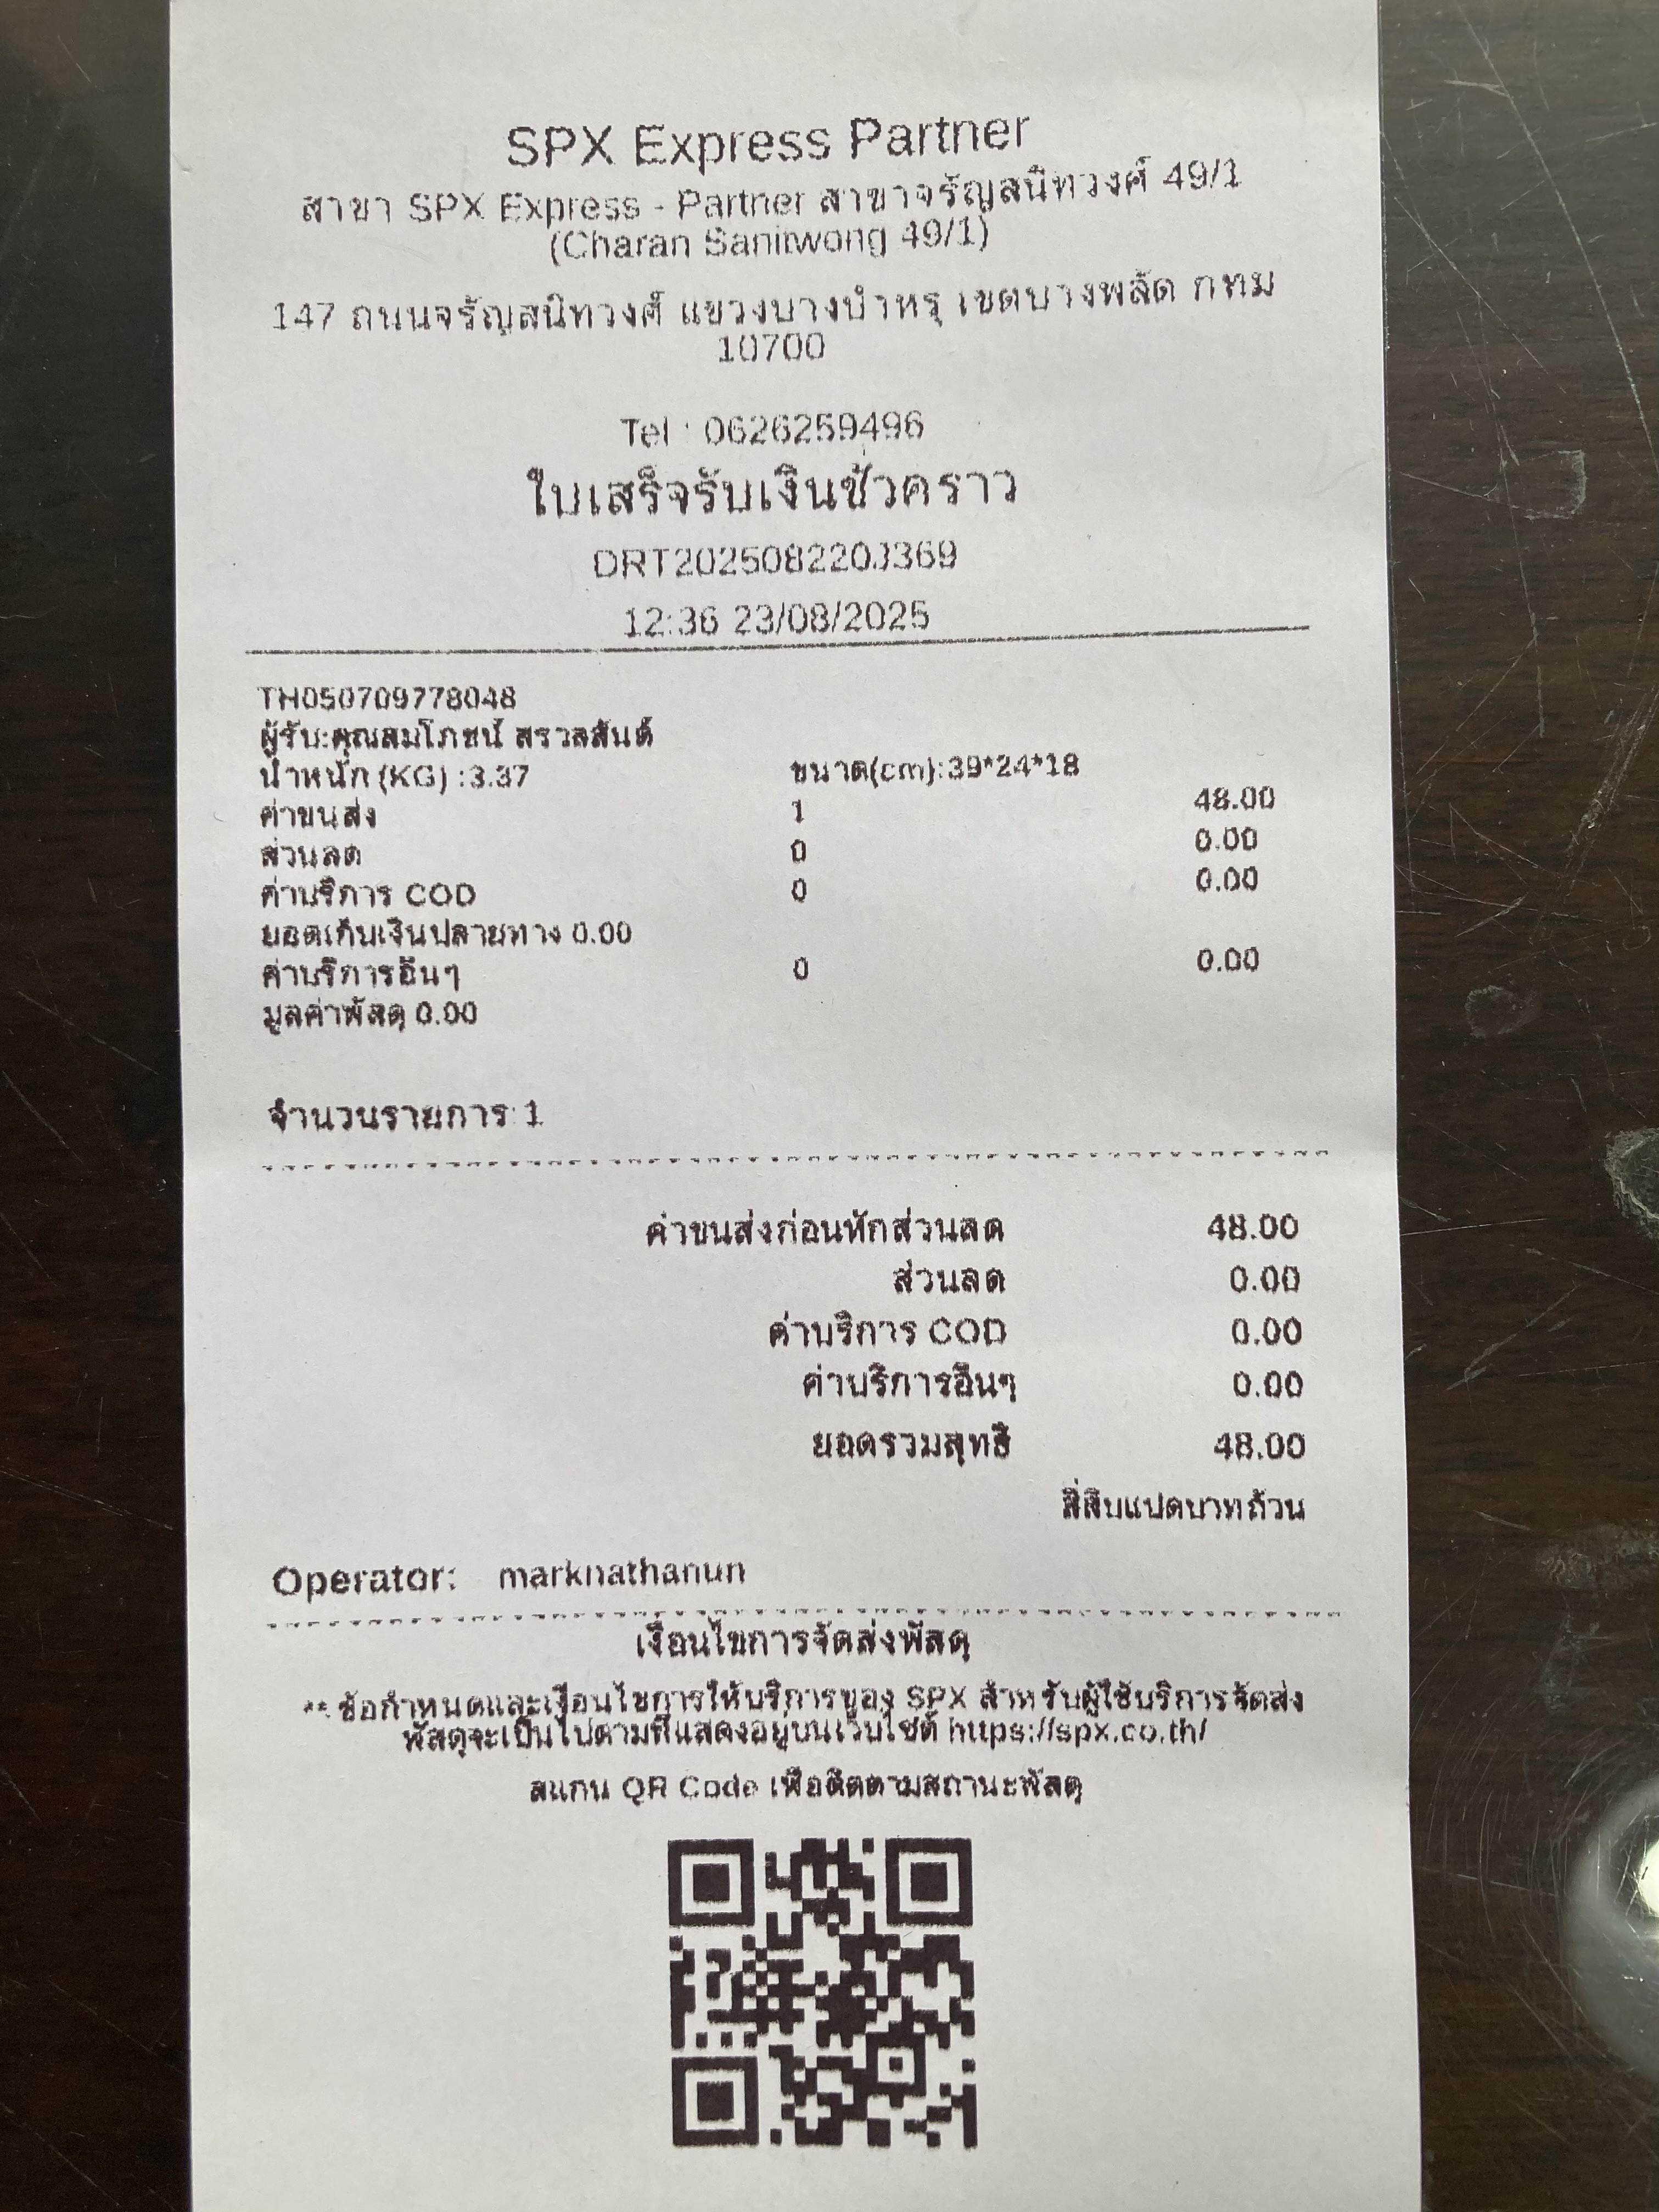 SPX Express Partner
สาขา SPX Express - Partner สาขาจรัญสนิทวงศ์ 49/1
(Charan Sanitwong 49/1)
147 ถนนจรัญสนิทวงศ์ แขวงบางบำหรุ เขตบางพลัด กทม
10700
Tel : 0626259496
ใบเสร็จรับเงินชั่วคราว
12:36 23/08/2025
TH050709778048
ผู้รับ:คุณสมโภชน์ สรวลสันต์
น้ำหนัก (KG) :3.37 ขนาด(cm):39*24*18
ค่าขนส่ง 1 48.00
ส่วนลด 0 0.00
ค่าบริการ COD 0 0.00
ยอดเก็บเงินปลายทาง 0.00
ค่าบริการอื่นๆ 0 0.00
มูลค่าพัสดุ 0.00
จำนวนรายการ: 1
ค่าขนส่งก่อนหักส่วนลด 48.00
ส่วนลด 0.00
ค่าบริการ COD 0.00
ค่าบริการอื่นๆ 0.00
ยอดรวมสุทธิ 48.00
สี่สิบแปดบาทถ้วน
Operator: marknathanun
เงื่อนไขการจัดส่งพัสดุ
** ข้อกำหนดและเงื่อนไขการให้บริการของ SPX สำหรับผู้ใช้บริการจัดส่ง
พัสดุจะเป็นไปตามที่แสดงอยู่บนเว็บไซต์ https://spx.co.th/
สแกน QR Code เพื่อติดตามสถานะพัสดุ